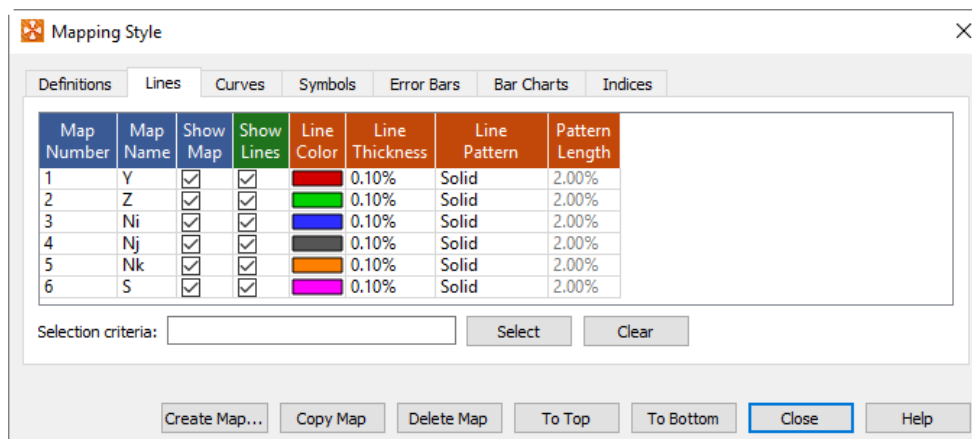 Mapping Style
Definitions Lines Curves Symbols Error Bars Bar Charts Indices
Map Map Show Show Line Line Line Pattern
Number Name Map Lines Color Thickness Pattern Length
1 Y 0.10% Solid 2.00%
2 Z 0.10% Solid 2.00%
3 Ni 0.10% Solid 2.00%
4 Nj 0.10% Solid 2.00%
5 Nk 0.10% Solid 2.00%
6 S 0.10% Solid 2.00%
Selection criteria: Select Clear
Create Map... Copy Map Delete Map To Top To Bottom Close Help